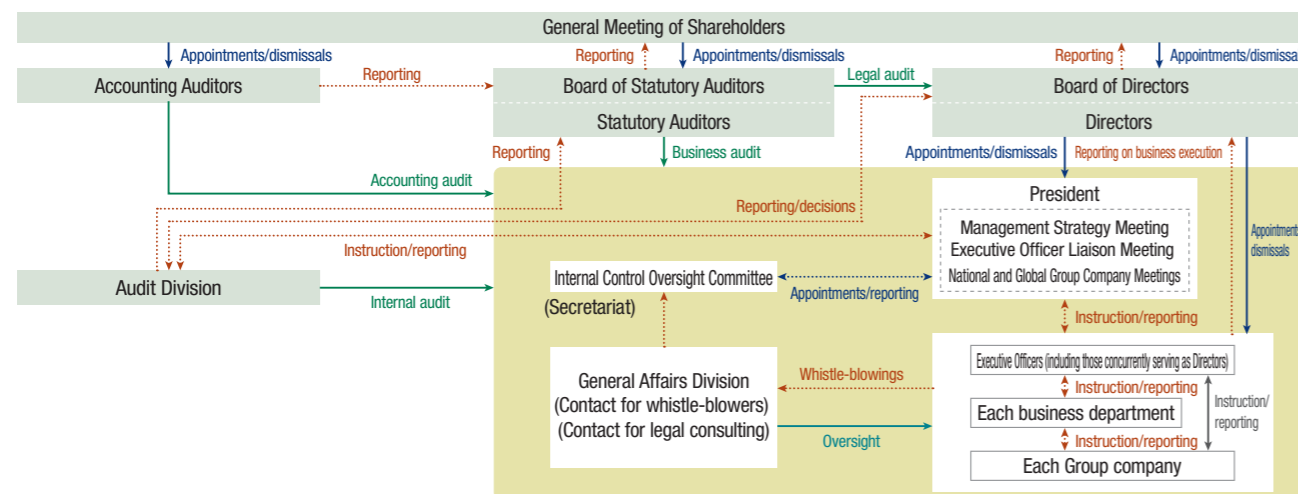 General Meeting of Shareholders
Appointments/dismissals
Reporting
Appointments/dismissals
Reporting
Appointments/dismissa
Accounting Auditors
Reporting
Board of Statutory Auditors
Legal audit
Board of Directors
Statutory Auditors
Directors
Reporting
Business audit
Appointments/dismissals
Reporting on business execution
Accounting audit
President
Reporting/decisions
Management Strategy Meeting
Executive Officer Liaison Meeting
National and Global Group Company Meetings
Appointment
dismissals
Instruction/reporting
Audit Division
Internal audit
Internal Control Oversight Committee
(Secretariat)
Appointments/reporting
Instruction/reporting
General Affairs Division
(Contact for whistle-blowers)
(Contact for legal consulting)
Whistle-blowings
Oversight
Executive Officers (including those concurrently serving as Directors)
Instruction/reporting
Each business department
Instruction/
reporting
Instruction/reporting
Each Group company